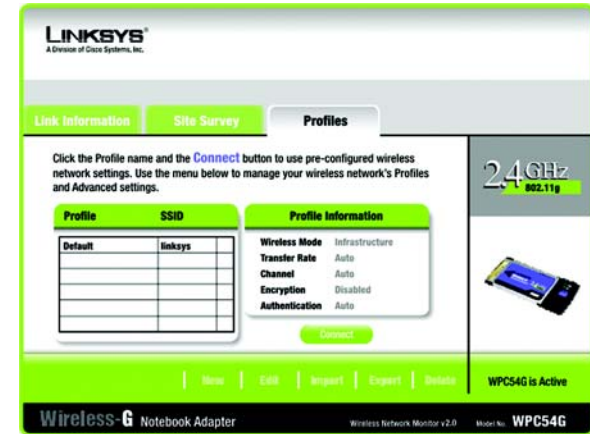 LINKSYS®
A Division of Cisco Systems, Inc.
Link Information
Site Survey
Profiles
Click the Profile name and the Connect button to use pre-configured wireless
network settings. Use the menu below to manage your wireless network's Profiles
and Advanced settings.
2.4GHz
802.11g
Profile SSID
Default linksys
Profile Information
Wireless Mode Infrastructure
Transfer Rate Auto
Channel Auto
Encryption Disabled
Authentication Auto
Connect
New | Edit | Import | Export | Delete
WPC54G is Active
Wireless-G Notebook Adapter
Wireless Network Monitor v2.0
Model No. WPC54G